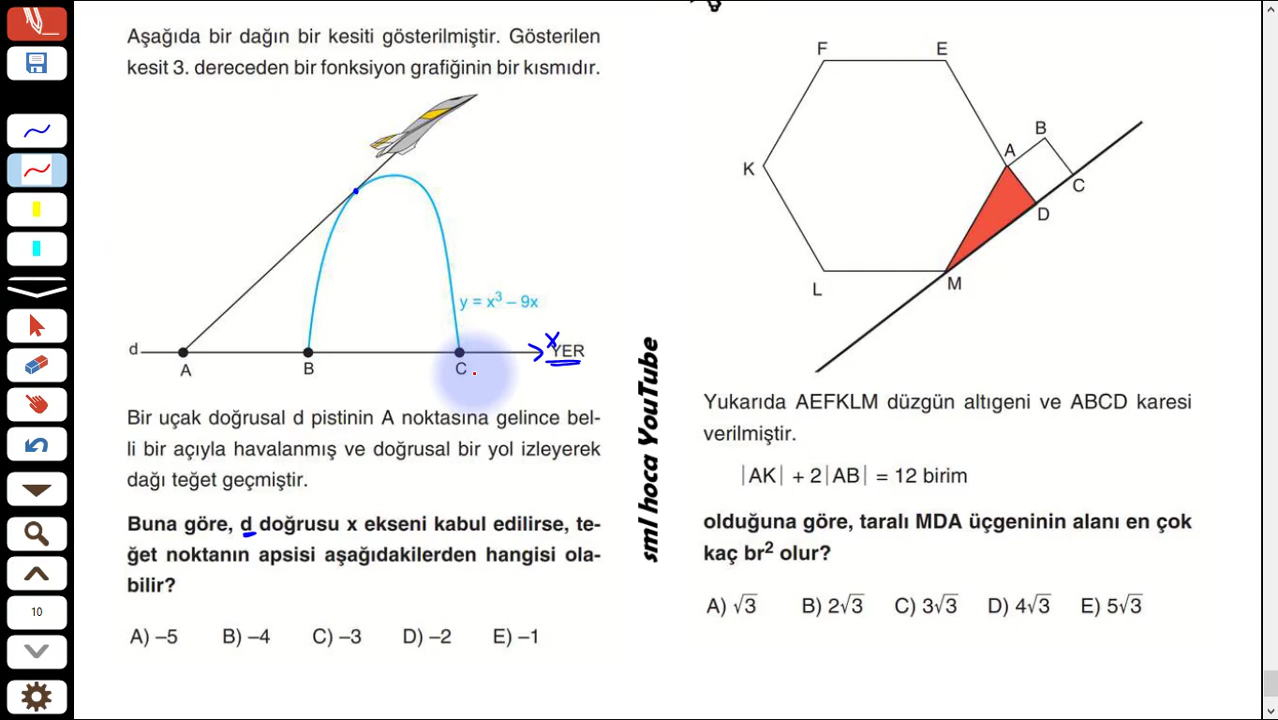 Aşağıda bir dağın bir kesiti gösterilmiştir. Gösterilen
kesit 3. dereceden bir fonksiyon grafiğinin bir kısmıdır.
y = x³ – 9x
d
x
YER
A
B
C
Bir uçak doğrusal d pistinin A noktasına gelince bel-
li bir açıyla havalanmış ve doğrusal bir yol izleyerek
dağı teğet geçmiştir.
Buna göre, d doğrusu x ekseni kabul edilirse, te-
ğet noktanın apsisi aşağıdakilerden hangisi ola-
bilir?
A) –5 B) –4 C) –3 D) –2 E) –1
sml hoca YouTube
F
E
A
B
K
C
D
L
M
Yukarıda AEFKLM düzgün altıgeni ve ABCD karesi
verilmiştir.
|AK| + 2|AB| = 12 birim
olduğuna göre, taralı MDA üçgeninin alanı en çok
kaç br² olur?
A) √3 B) 2√3 C) 3√3 D) 4√3 E) 5√3
10